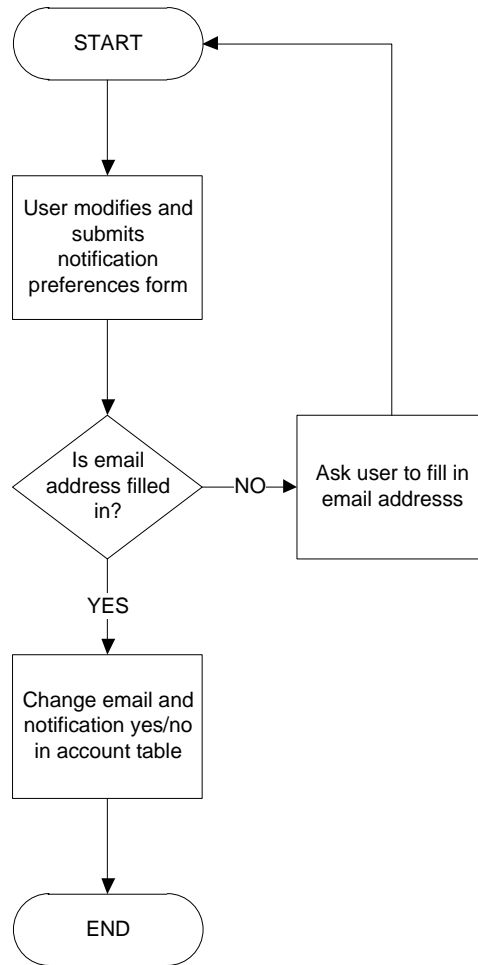 START
User modifies and
submits
notification
preferences form
Is email
address filled
in?
NO
Ask user to fill in
email addresss
YES
Change email and
notification yes/no
in account table
END